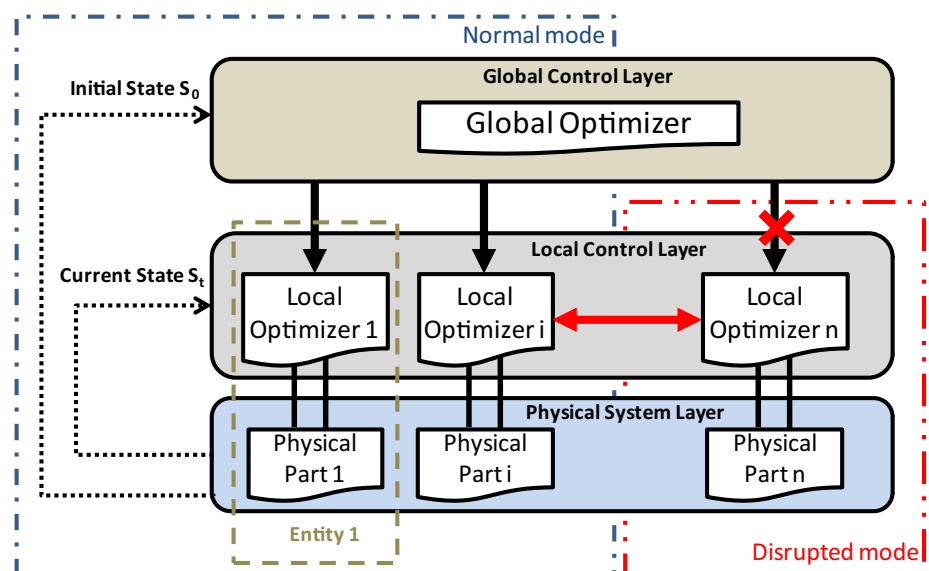 Normal mode
Global Control Layer
Initial State S₀
Global Optimizer
Local Control Layer
Current State Sₜ
Local
Optimizer 1
Local
Optimizer i
Local
Optimizer n
Physical System Layer
Physical
Part 1
Physical
Part i
Physical
Part n
Entity 1
Disrupted mode